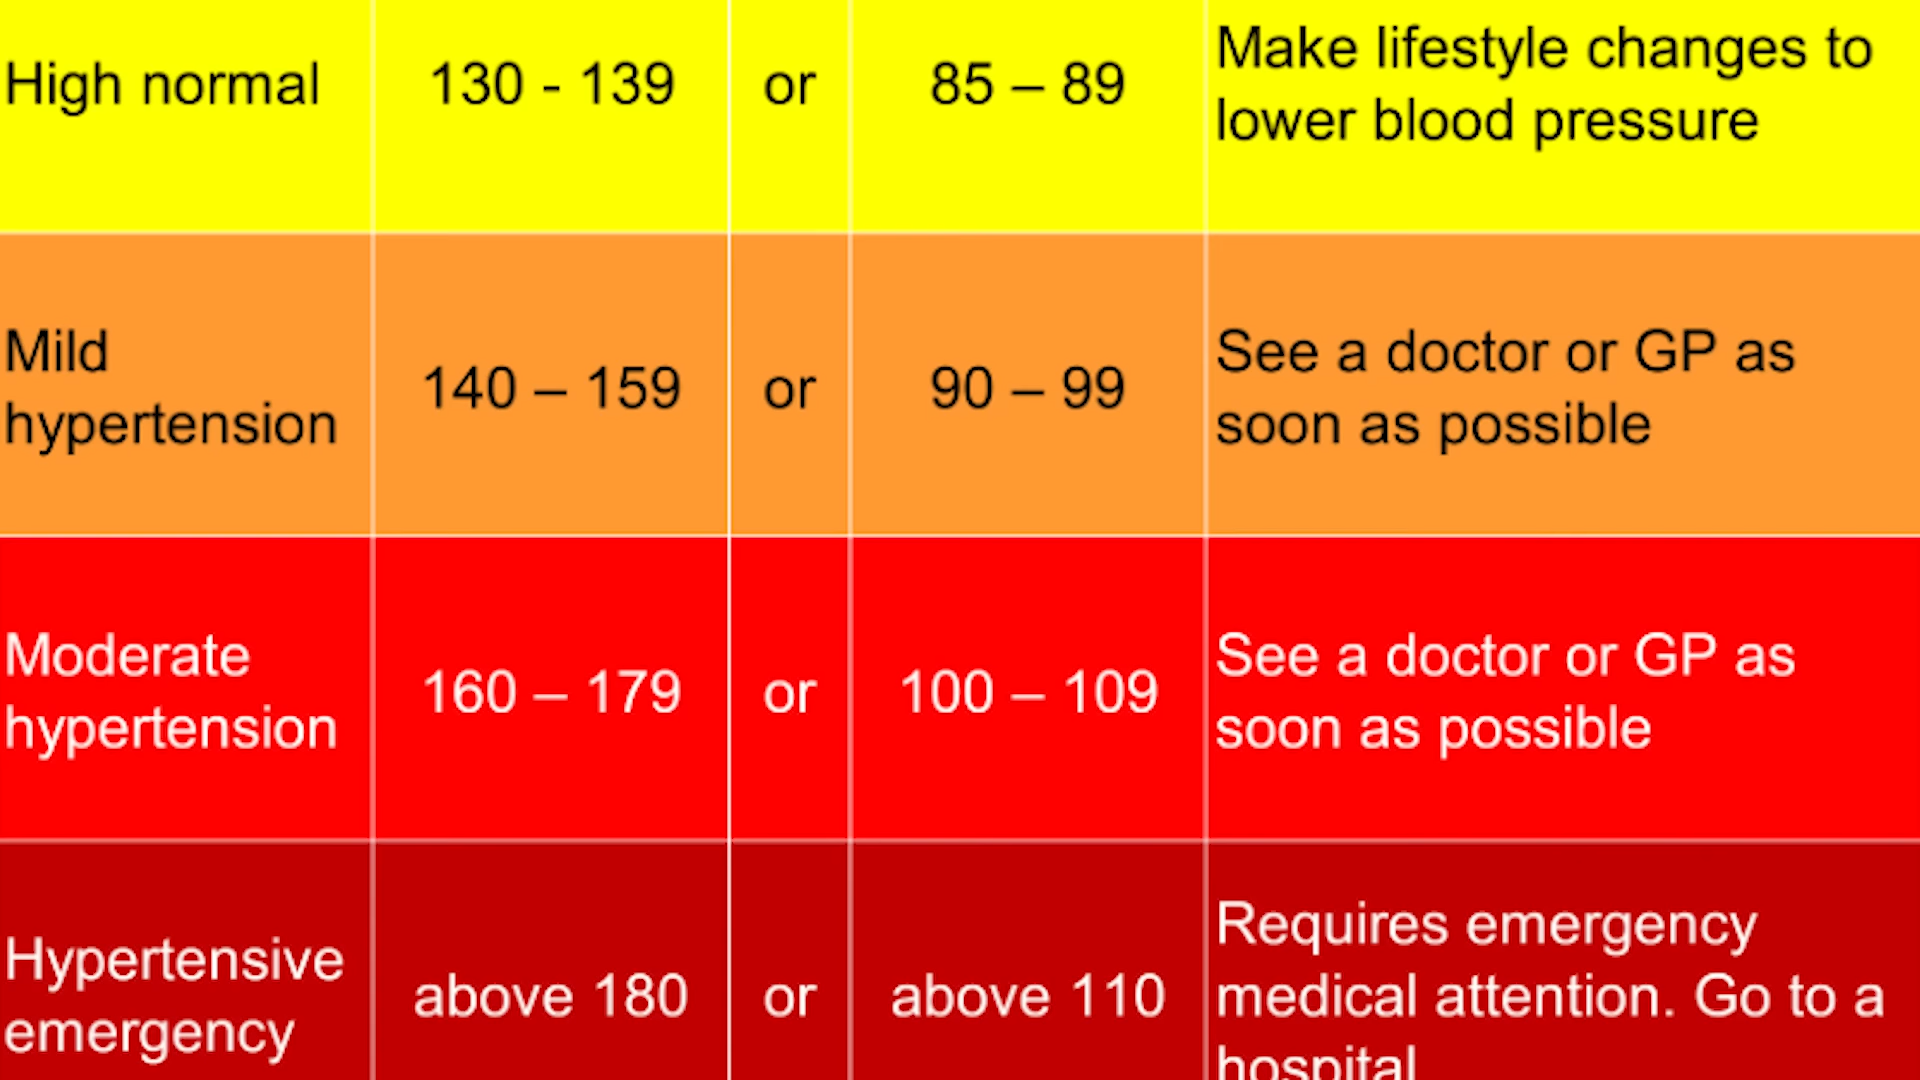 High normal
130 - 139
or
85 – 89
Make lifestyle changes to
lower blood pressure
Mild
hypertension
140 – 159
or
90 – 99
See a doctor or GP as
soon as possible
Moderate
hypertension
160 – 179
or
100 – 109
See a doctor or GP as
soon as possible
Hypertensive
emergency
above 180
or
above 110
Requires emergency
medical attention. Go to a
hospital